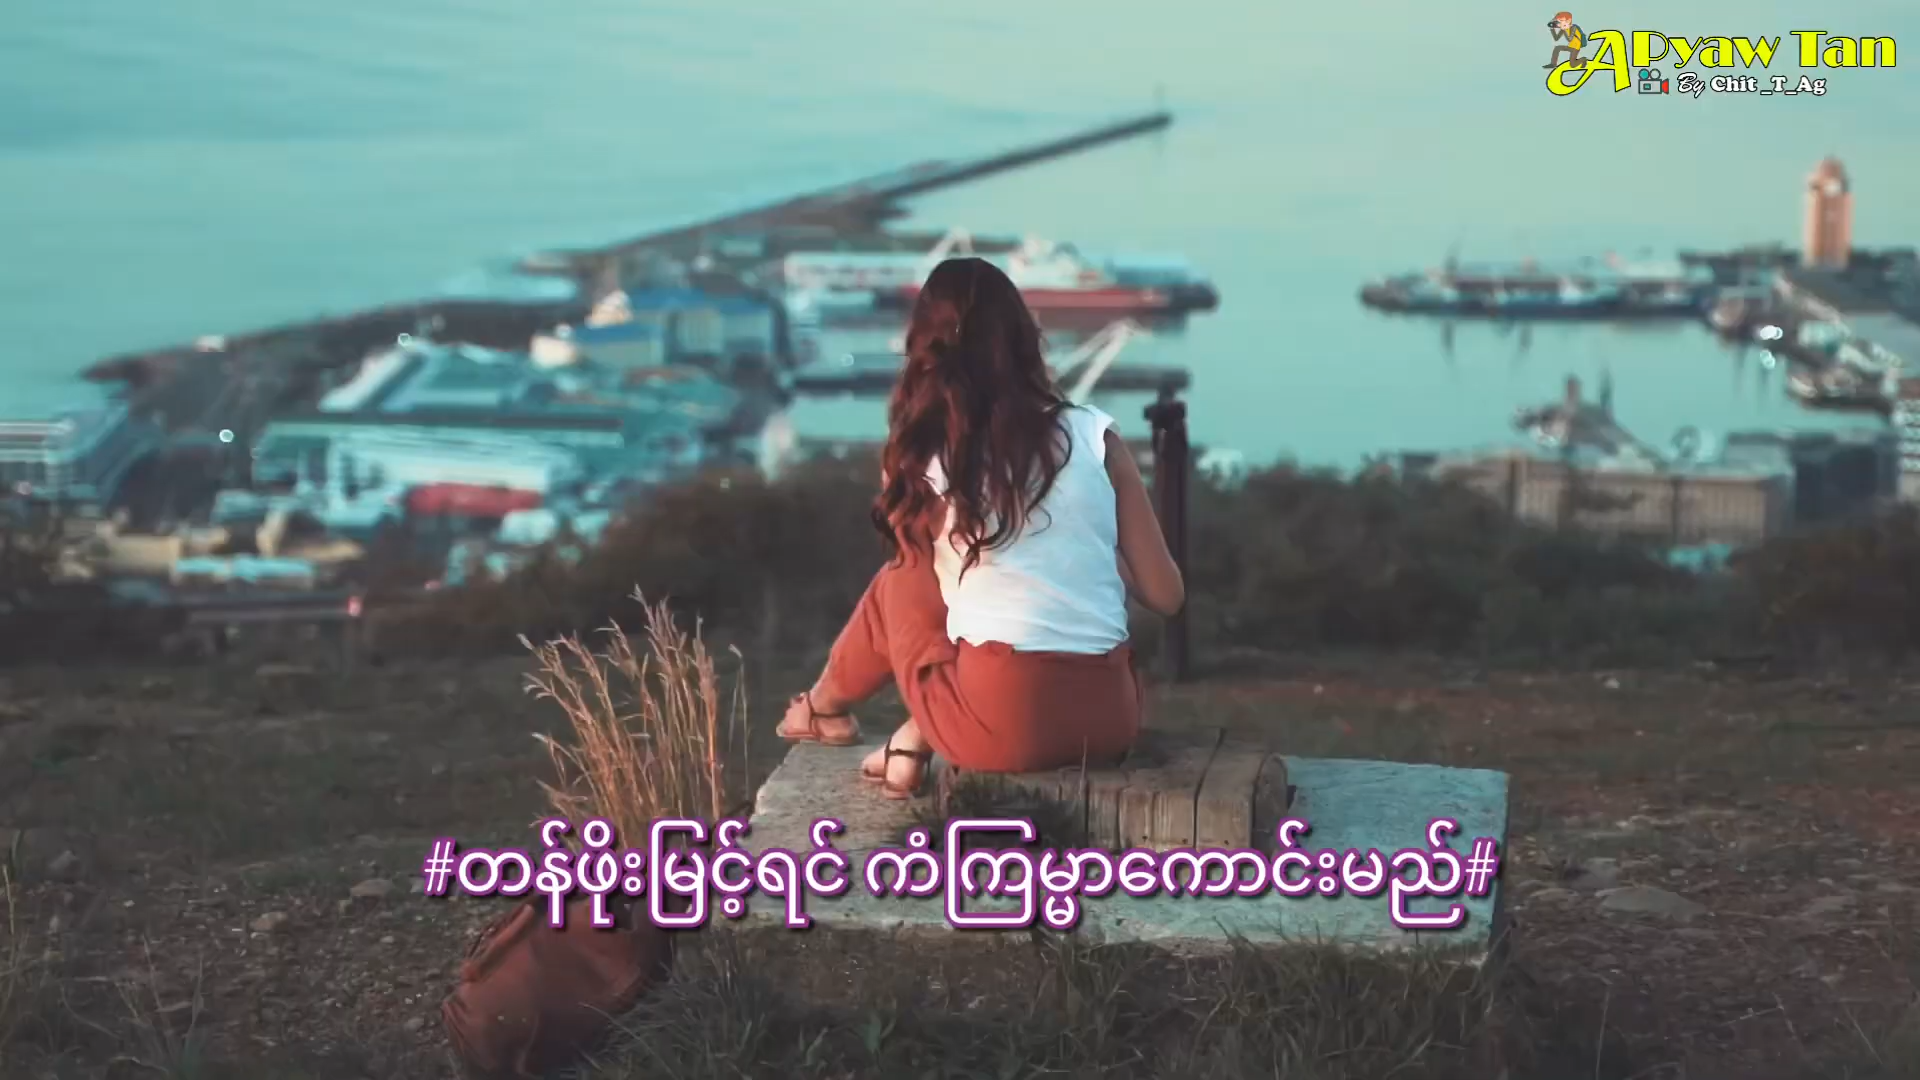 APyaw Tan
By Chit_T_Ag
#တန်ဖိုးမြင့်ရင် ကံကြမ္မာကောင်းမည်#